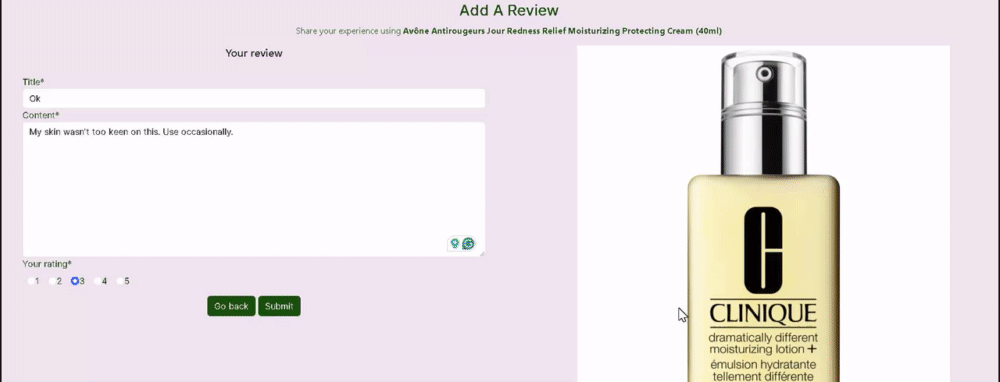 Add A Review
Share your experience using Avône Antirougeurs Jour Redness Relief Moisturizing Protecting Cream (40ml)
Your review
Title*
Ok
Content*
My skin wasn't too keen on this. Use occasionally.
Your rating*
1 2 3 4 5
Go back Submit
CLINIQUE
dramatically different
moisturizing lotion +
émulsion hydratante
tellement différente